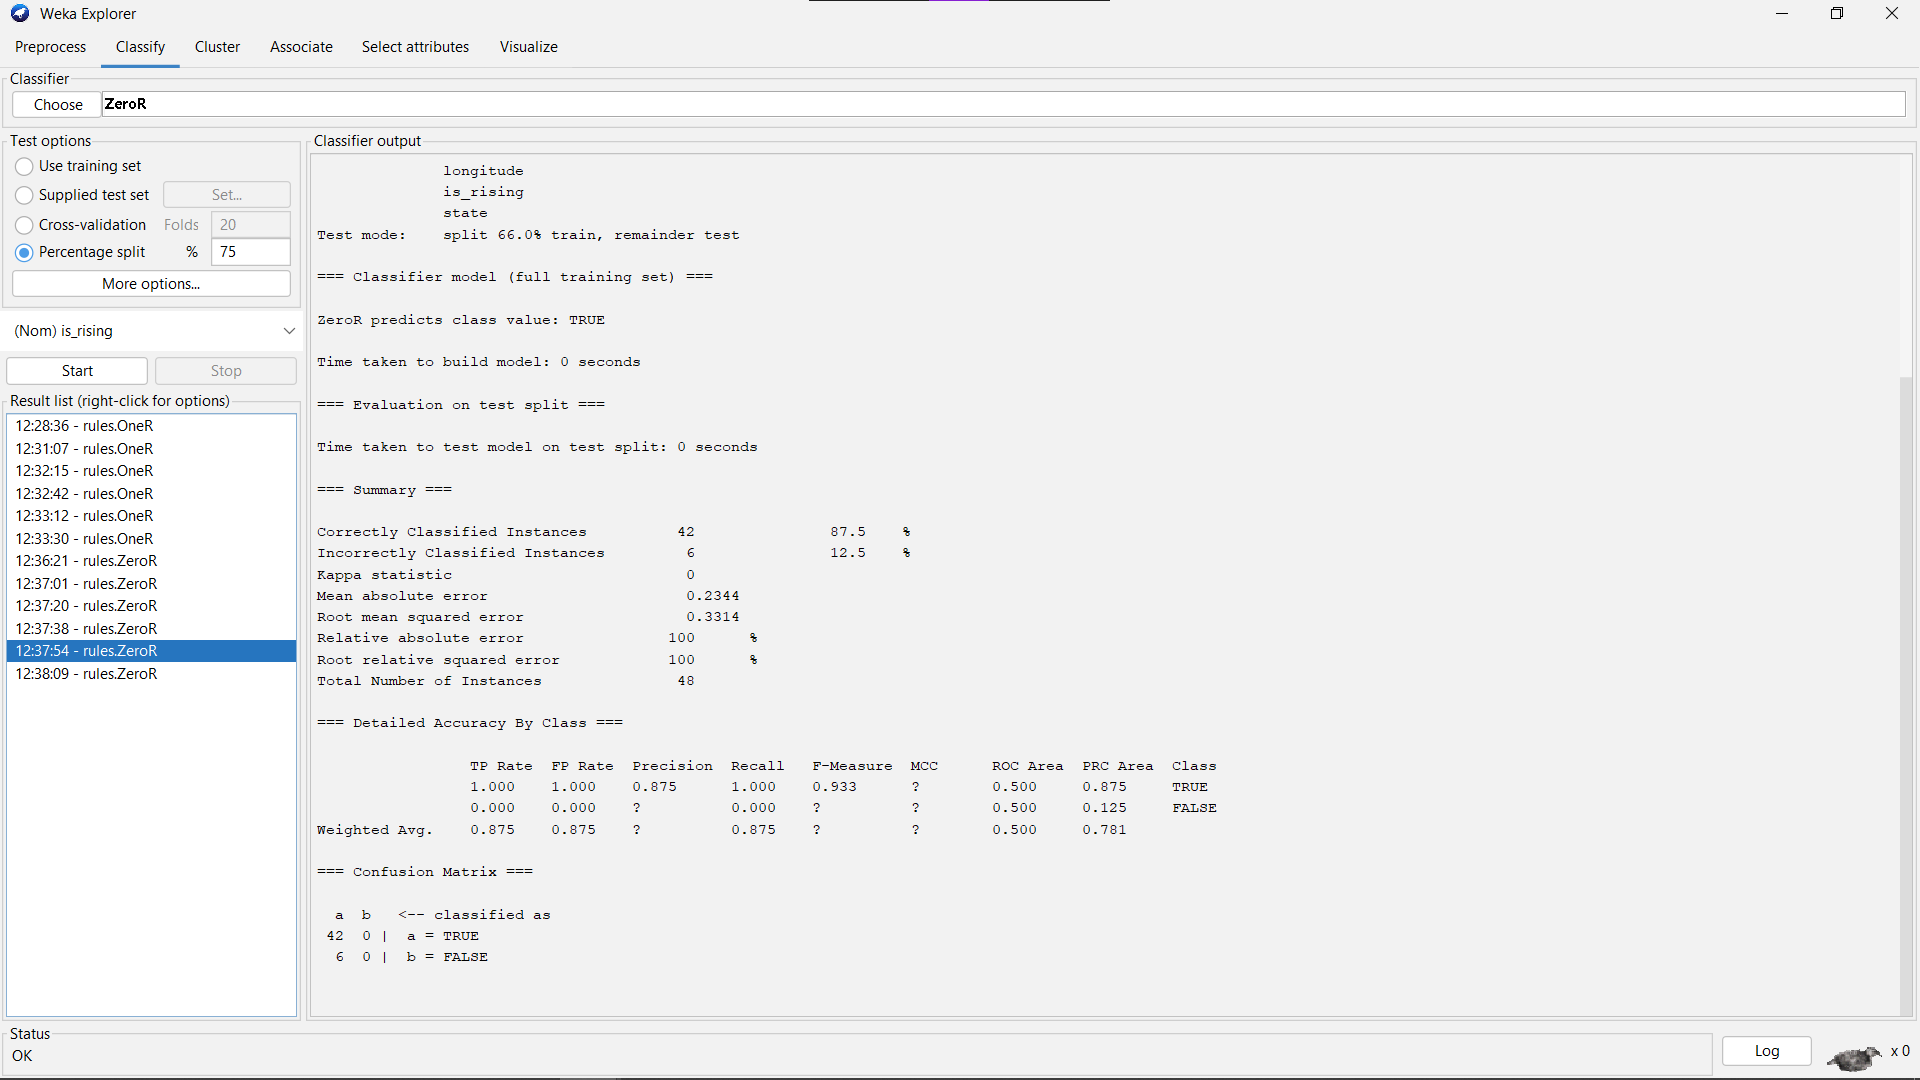 Weka Explorer
Preprocess Classify Cluster Associate Select attributes Visualize
Classifier
Choose ZeroR
Test options
Use training set
Supplied test set Set...
Cross-validation Folds 20
Percentage split % 75
More options...
(Nom) is_rising
Start Stop
Result list (right-click for options)
12:28:36 - rules.OneR
12:31:07 - rules.OneR
12:32:15 - rules.OneR
12:32:42 - rules.OneR
12:33:12 - rules.OneR
12:33:30 - rules.OneR
12:36:21 - rules.ZeroR
12:37:01 - rules.ZeroR
12:37:20 - rules.ZeroR
12:37:38 - rules.ZeroR
12:37:54 - rules.ZeroR
12:38:09 - rules.ZeroR
Classifier output
longitude
is_rising
state
Test mode: split 66.0% train, remainder test
=== Classifier model (full training set) ===
ZeroR predicts class value: TRUE
Time taken to build model: 0 seconds
=== Evaluation on test split ===
Time taken to test model on test split: 0 seconds
=== Summary ===
Correctly Classified Instances 42 87.5 %
Incorrectly Classified Instances 6 12.5 %
Kappa statistic 0
Mean absolute error 0.2344
Root mean squared error 0.3314
Relative absolute error 100 %
Root relative squared error 100 %
Total Number of Instances 48
=== Detailed Accuracy By Class ===
TP Rate FP Rate Precision Recall F-Measure MCC ROC Area PRC Area Class
1.000 1.000 0.875 1.000 0.933 ? 0.500 0.875 TRUE
0.000 0.000 ? 0.000 ? ? 0.500 0.125 FALSE
Weighted Avg. 0.875 0.875 ? 0.875 ? ? 0.500 0.781
=== Confusion Matrix ===
a b <-- classified as
42 0 | a = TRUE
6 0 | b = FALSE
Status
OK
Log x 0